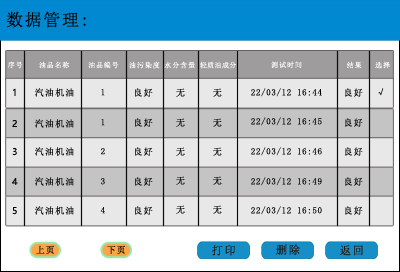 数据管理:
序号 油品名称 油品编号 油污染度 水分含量 轻质油成分 测试时间 结果 选择
1 汽油机油 1 良好 无 无 22/03/12 16:44 良好 √
2 汽油机油 1 良好 无 无 22/03/12 16:45 良好
3 汽油机油 2 良好 无 无 22/03/12 16:46 良好
4 汽油机油 3 良好 无 无 22/03/12 16:49 良好
5 汽油机油 4 良好 无 无 22/03/12 16:50 良好
上页 下页 打印 删除 返回